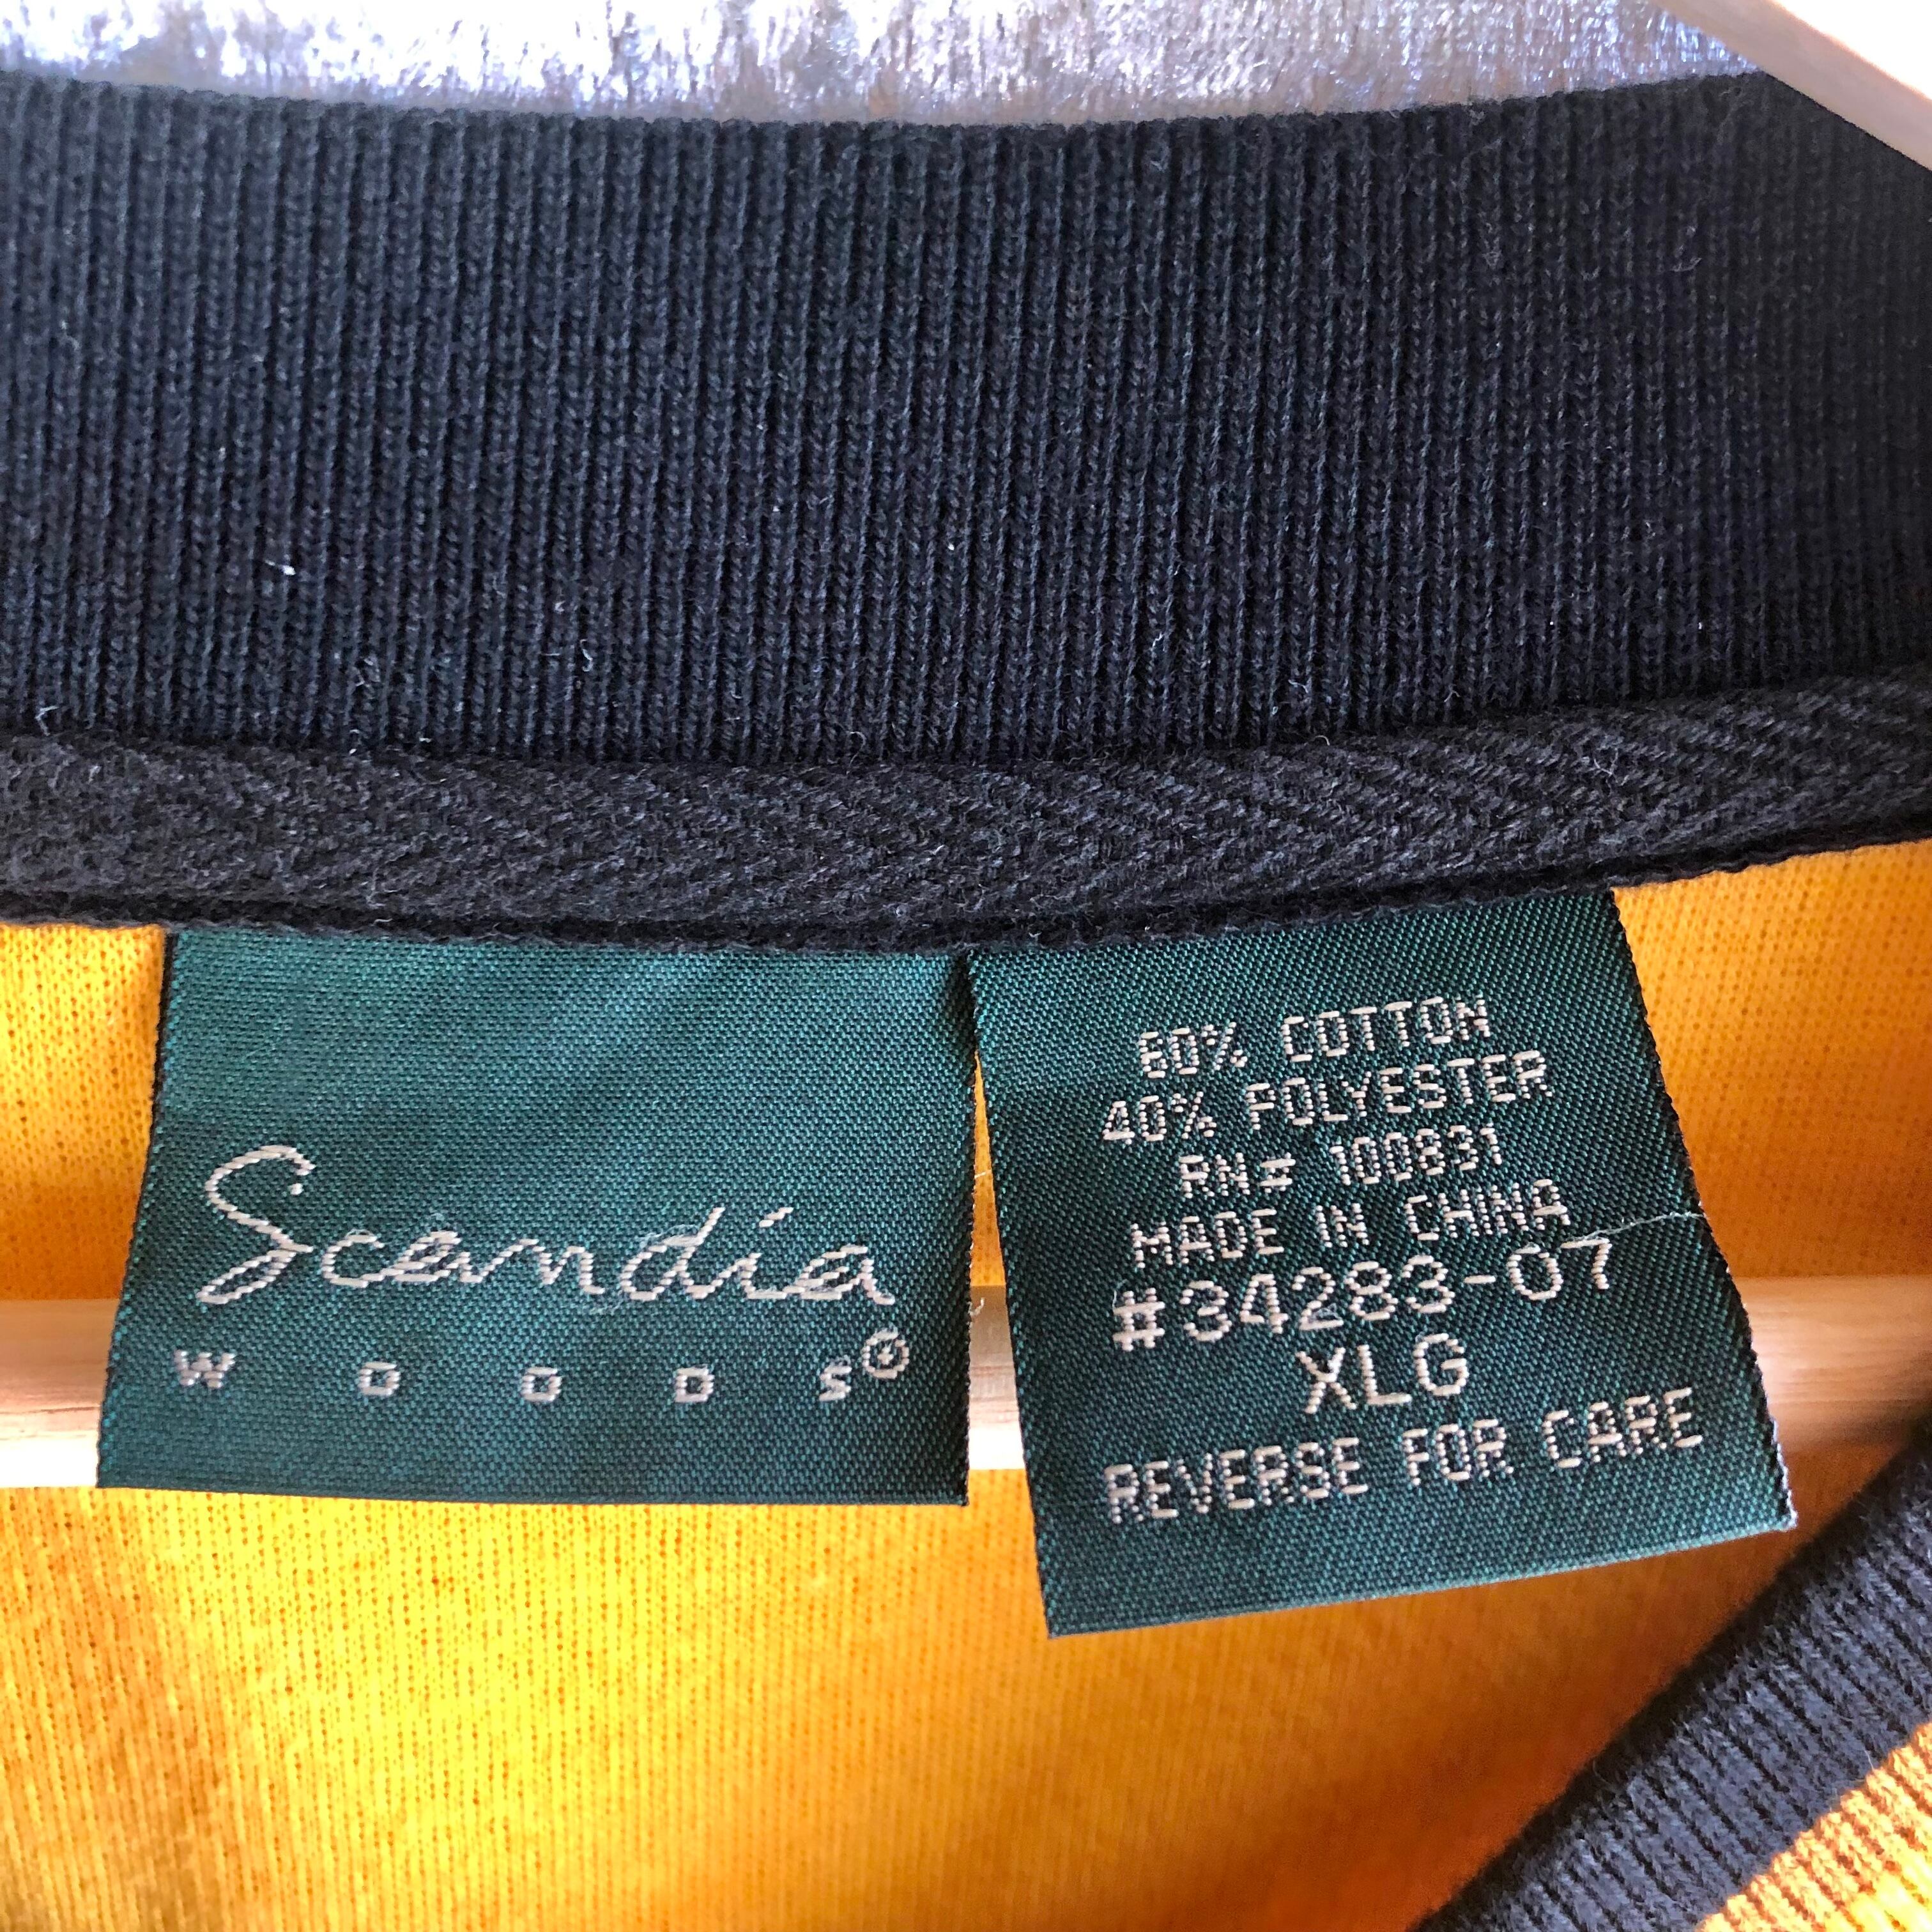 Scandia
WOODS®
60% COTTON
40% POLYESTER
RN# 100831
MADE IN CHINA
#34283-07
XLG
REVERSE FOR CARE